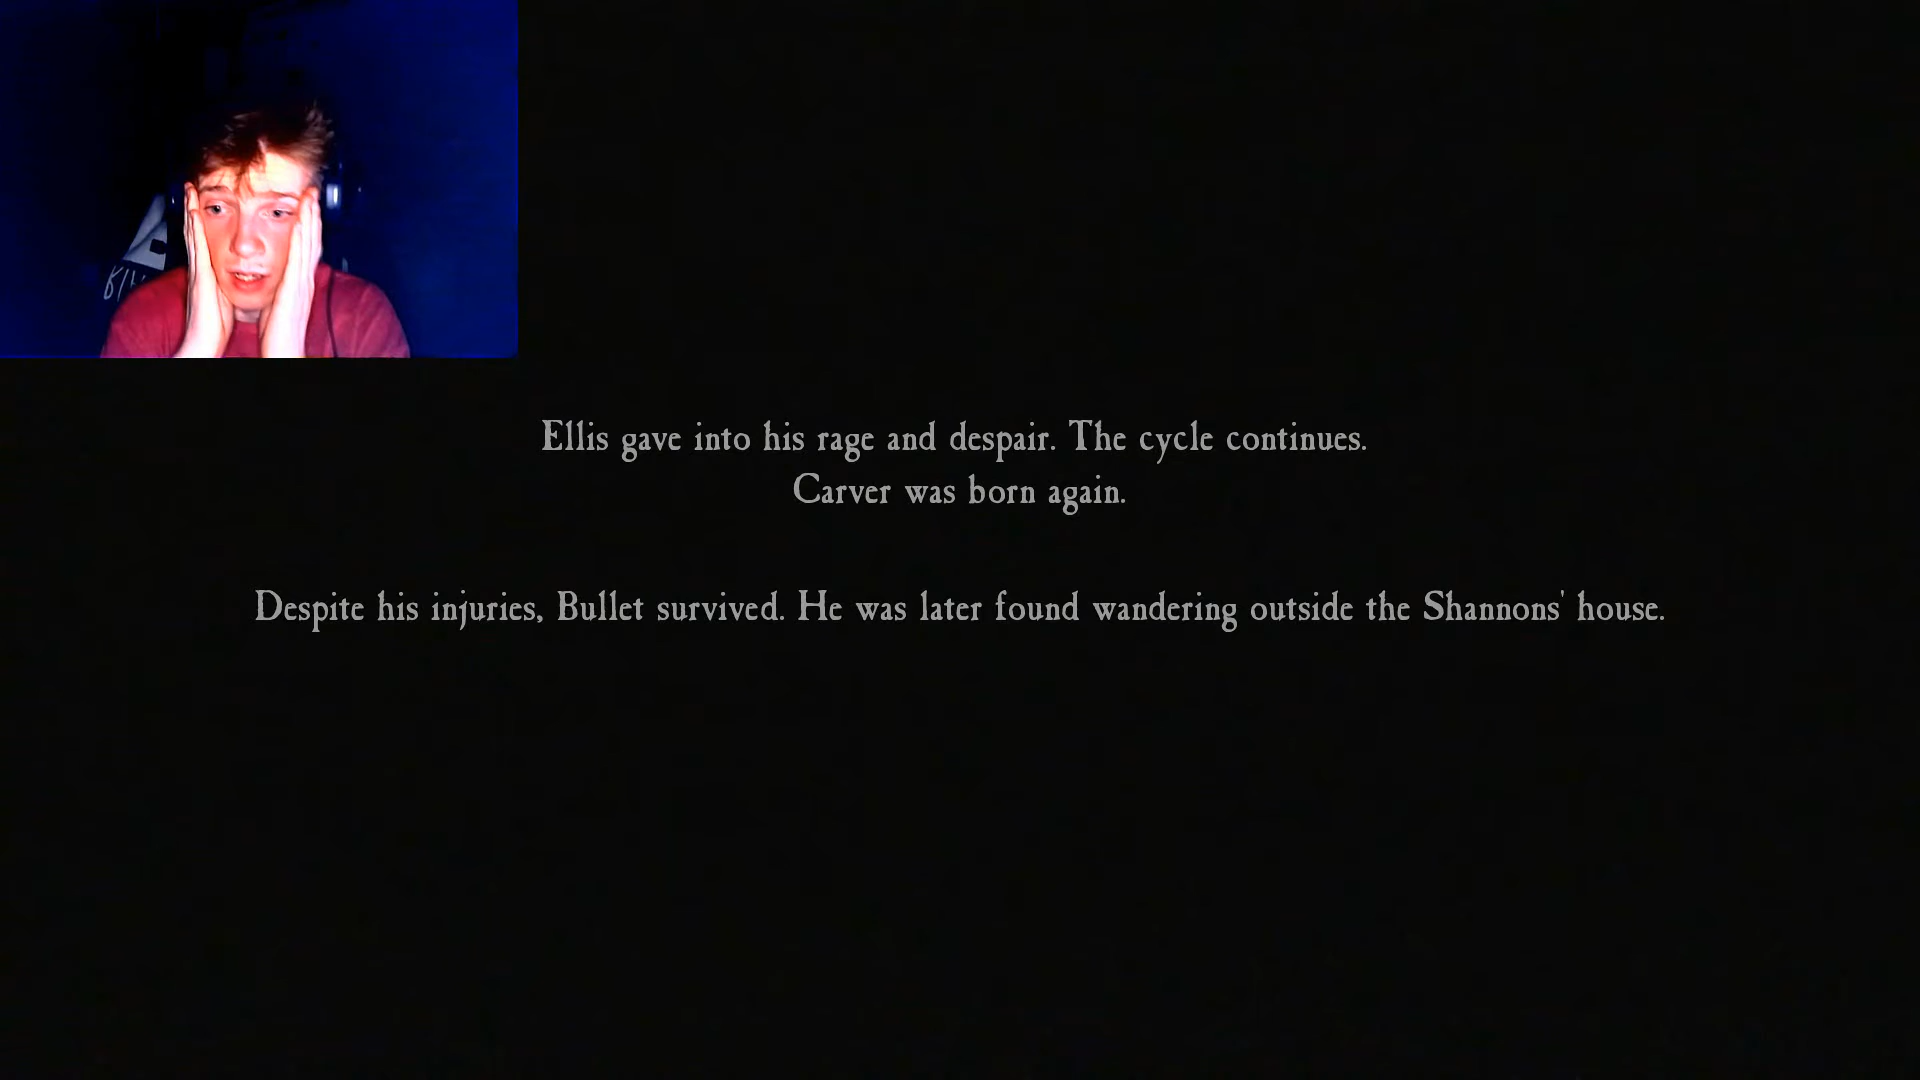 Ellis gave into his rage and despair. The cycle continues.
Carver was born again.
Despite his injuries, Bullet survived. He was later found wandering outside the Shannons' house.